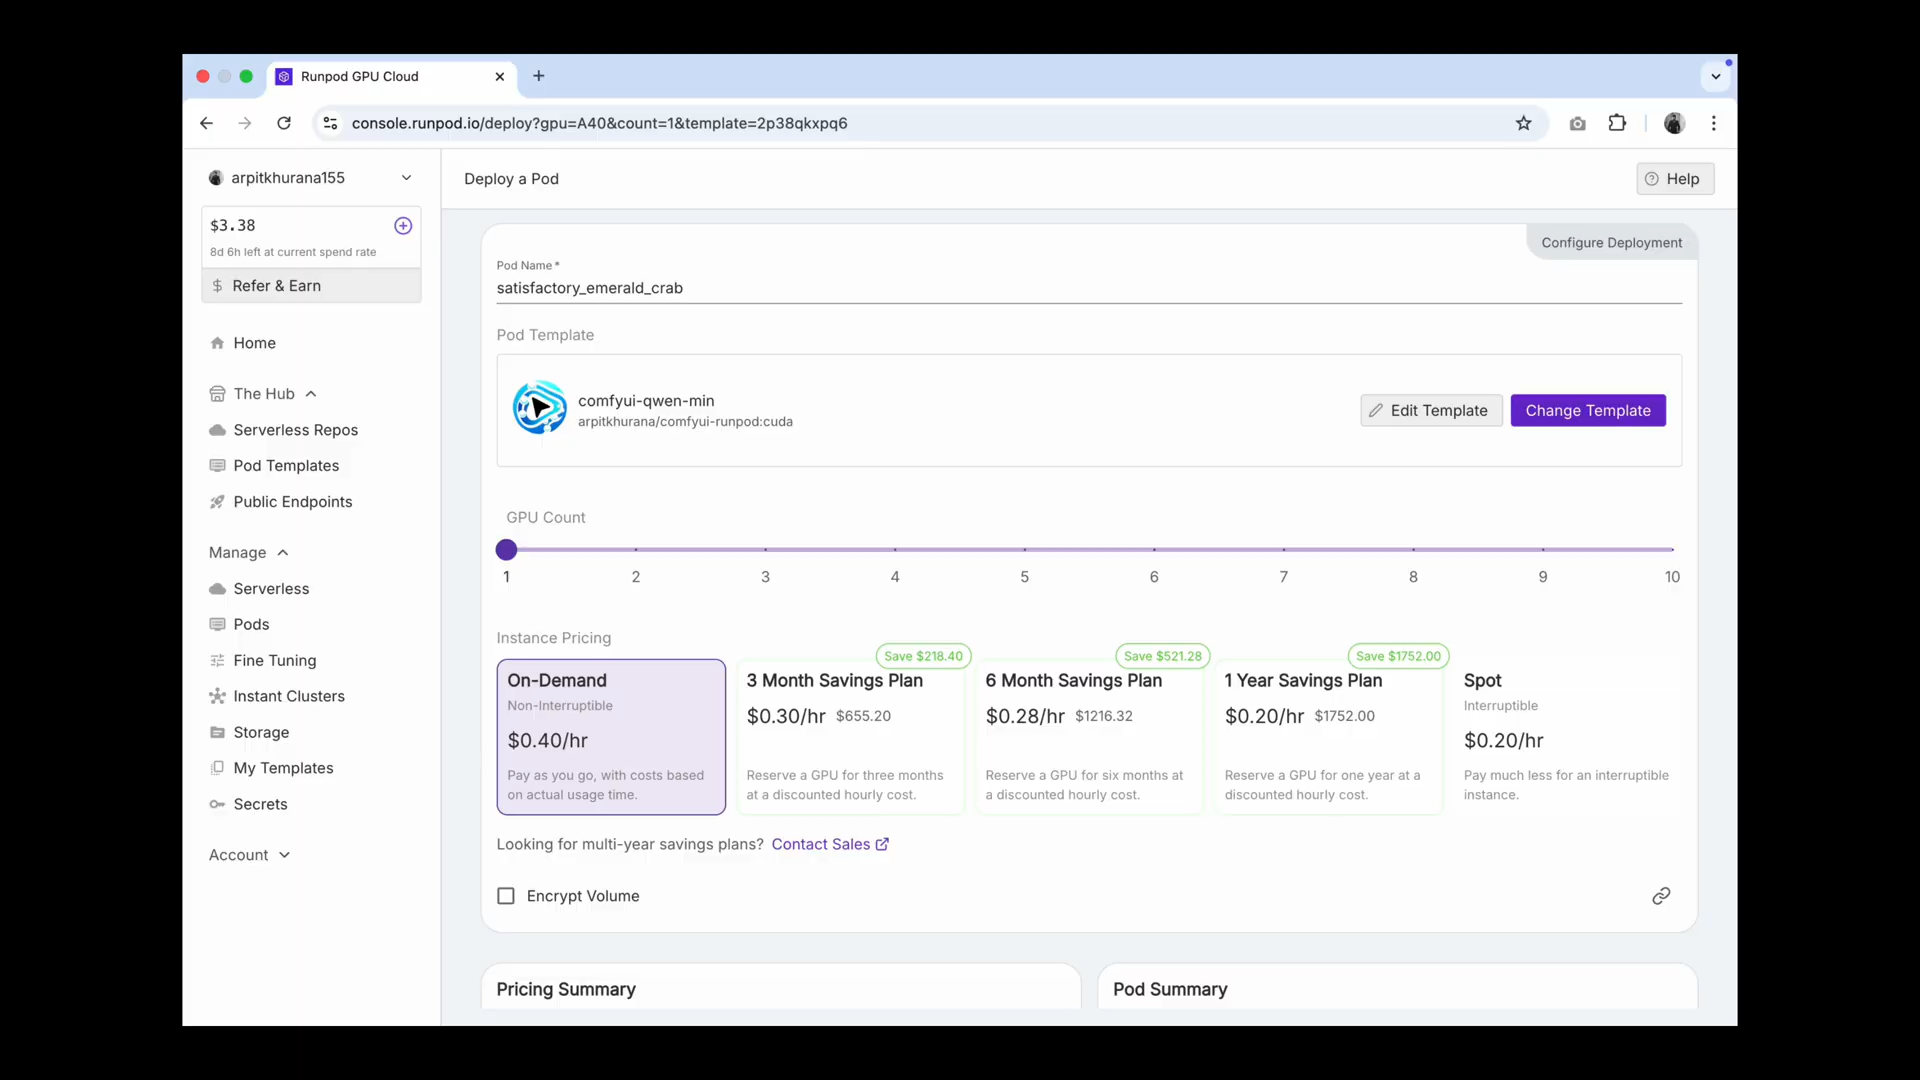 Runpod GPU Cloud
console.runpod.io/deploy?gpu=A40&count=1&template=2p38qkxpq6
arpitkhurana155
$3.38
8d 6h left at current spend rate
$ Refer & Earn
Home
The Hub
Serverless Repos
Pod Templates
Public Endpoints
Manage
Serverless
Pods
Fine Tuning
Instant Clusters
Storage
My Templates
Secrets
Account
Deploy a Pod
Help
Configure Deployment
Pod Name *
satisfactory_emerald_crab
Pod Template
comfyui-qwen-min
arpitkhurana/comfyui-runpod:cuda
Edit Template
Change Template
GPU Count
1 2 3 4 5 6 7 8 9 10
Instance Pricing
On-Demand
Non-Interruptible
$0.40/hr
Pay as you go, with costs based
on actual usage time.
Save $218.40
3 Month Savings Plan
$0.30/hr $655.20
Reserve a GPU for three months
at a discounted hourly cost.
Save $521.28
6 Month Savings Plan
$0.28/hr $1216.32
Reserve a GPU for six months at
a discounted hourly cost.
Save $1752.00
1 Year Savings Plan
$0.20/hr $1752.00
Reserve a GPU for one year at a
discounted hourly cost.
Spot
Interruptible
$0.20/hr
Pay much less for an interruptible
instance.
Looking for multi-year savings plans? Contact Sales
Encrypt Volume
Pricing Summary
Pod Summary